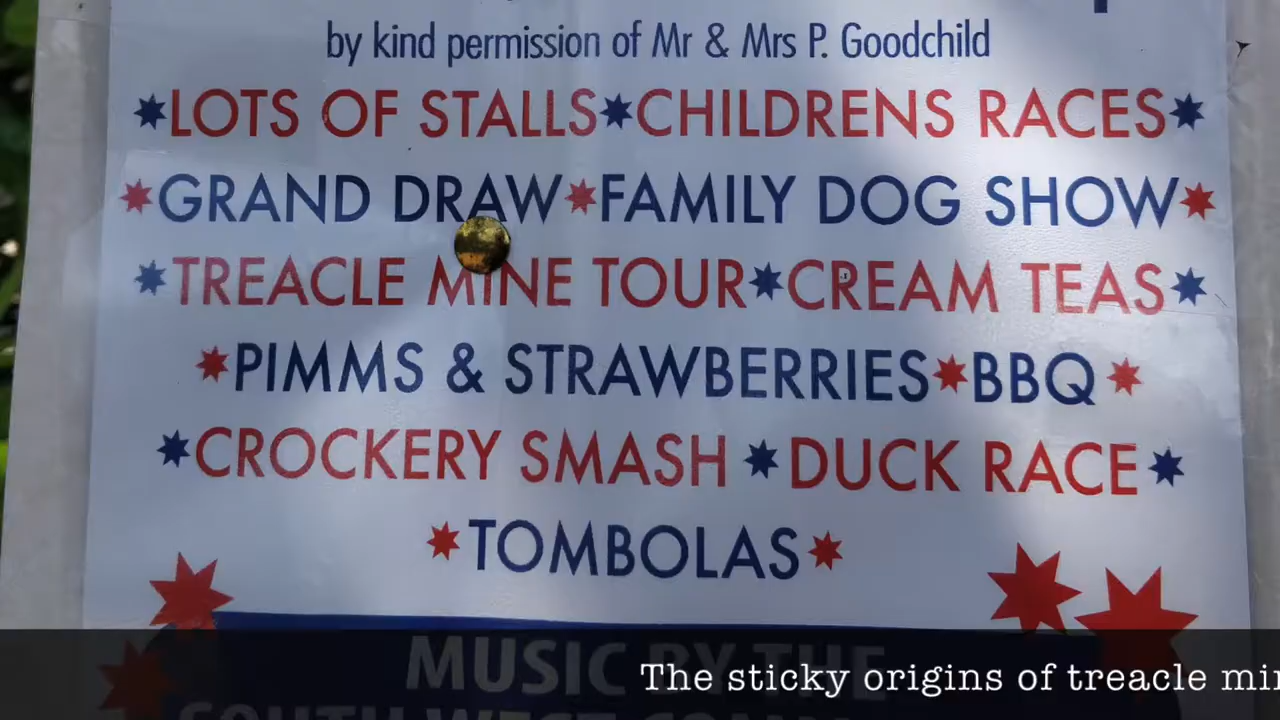 by kind permission of Mr & Mrs P. Goodchild
LOTS OF STALLS CHILDRENS RACES
GRAND DRAW FAMILY DOG SHOW
TREACLE MINE TOUR CREAM TEAS
PIMMS & STRAWBERRIES BBQ
CROCKERY SMASH DUCK RACE
TOMBOLAS
MUSIC BY THE
The sticky origins of treacle
SOUTH WEST